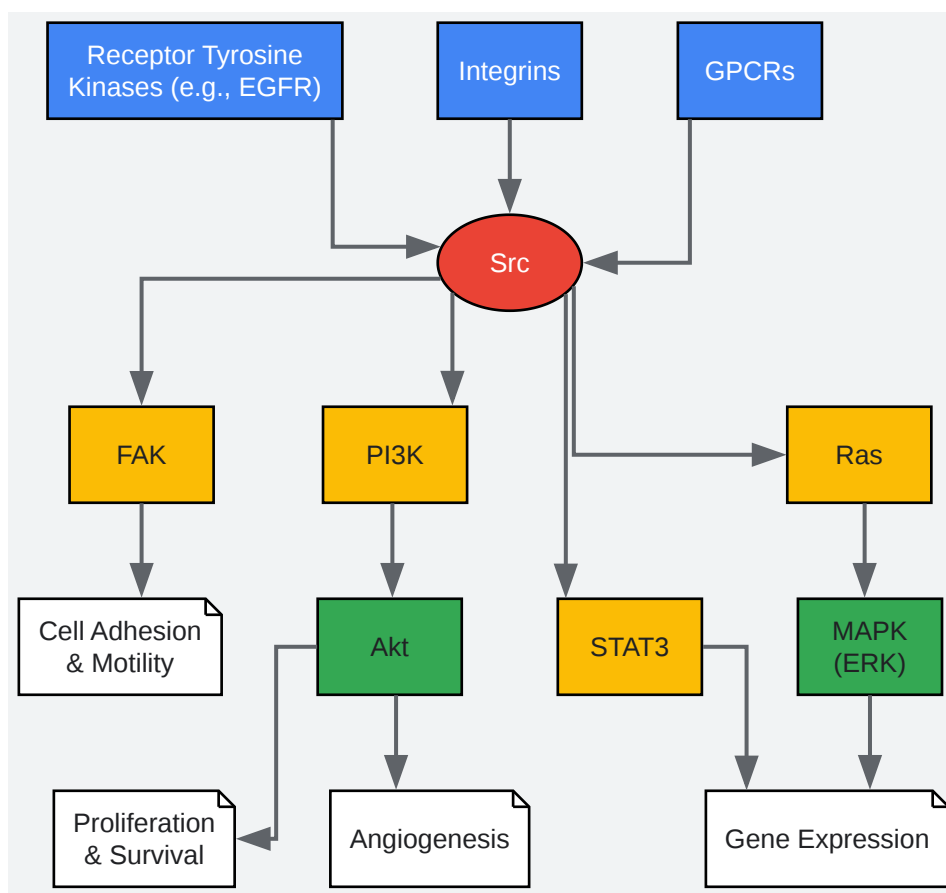 Receptor Tyrosine
Kinases (e.g., EGFR)
Integrins
GPCRs
Src
FAK
PI3K
Ras
Cell Adhesion
& Motility
Akt
STAT3
MAPK
(ERK)
Proliferation
& Survival
Angiogenesis
Gene Expression